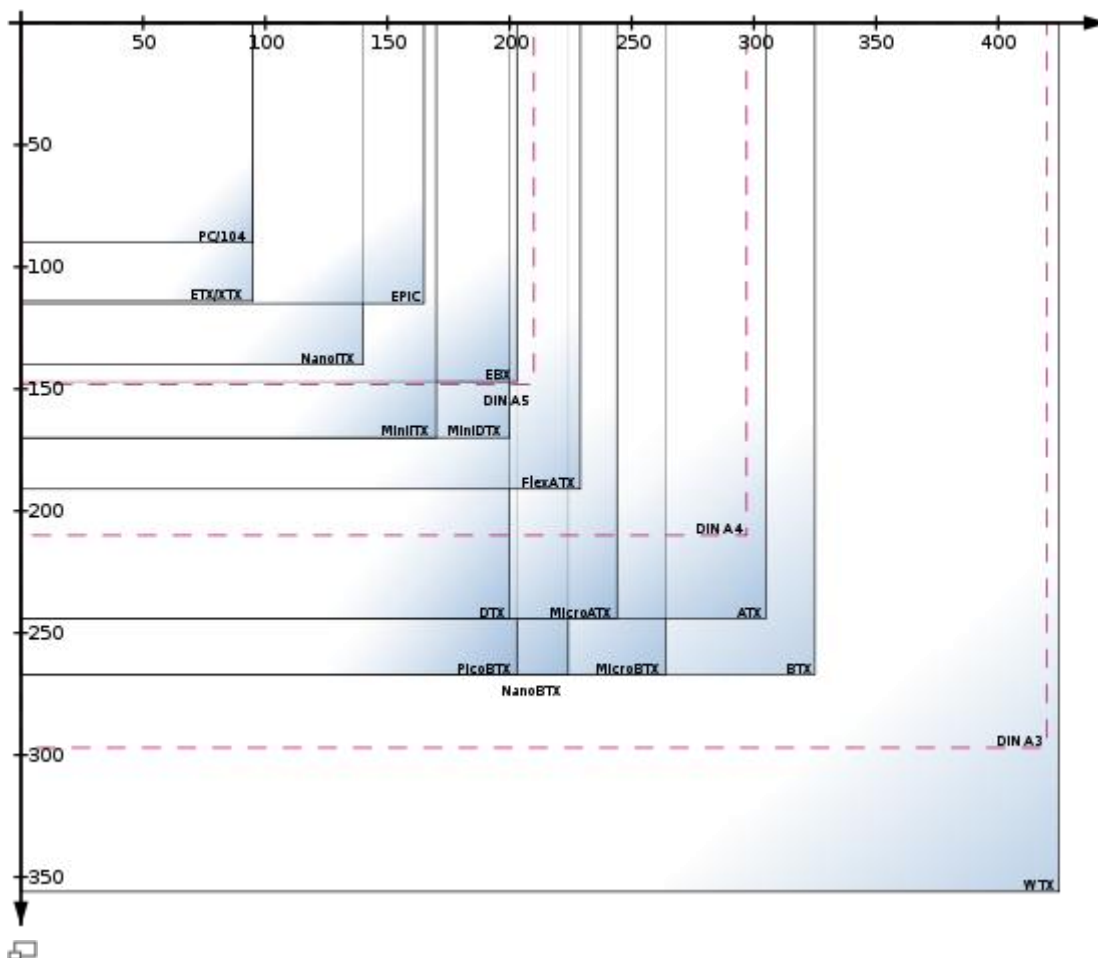 50 100 150 200 250 300 350 400
50
PC/104
100
ETX/XTX EPIC
NanoITX
EBX
150
DIN A5
MiniITX MiniDTX
FlexATX
200
DIN A4
DTX MicroATX ATX
250
PicoBTX MicroBTX BTX
NanoBTX
DIN A3
300
350
WTX